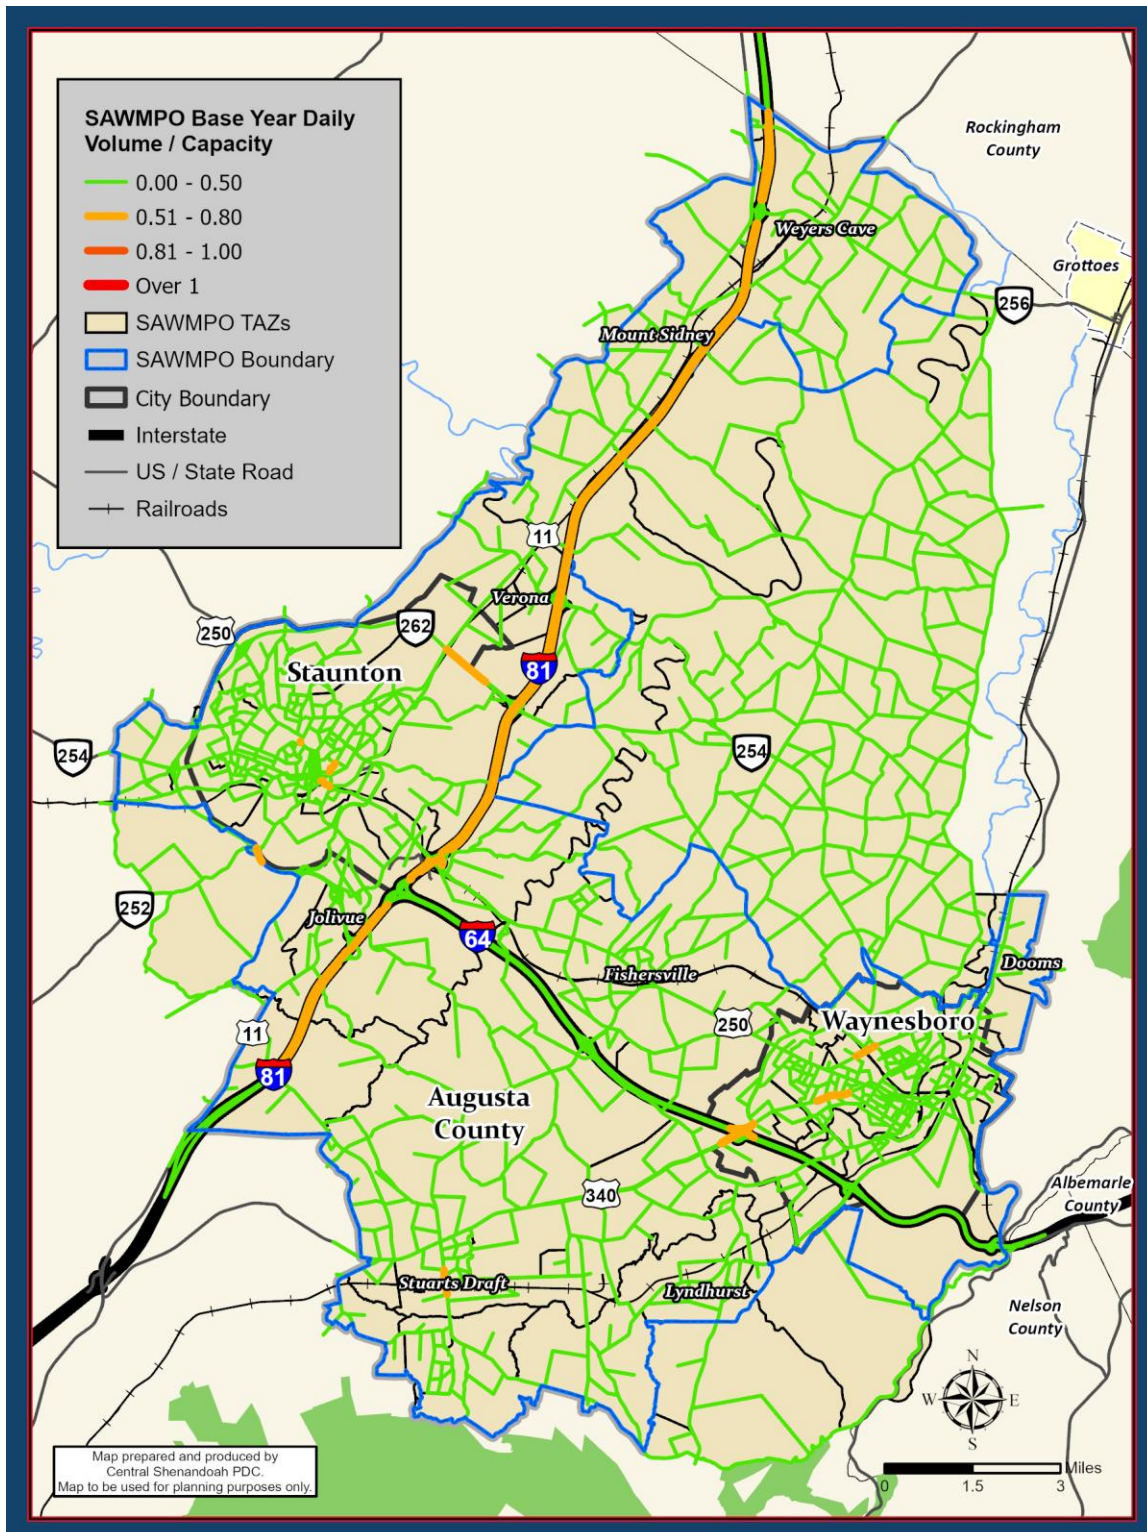 SAWMPO Base Year Daily
Volume / Capacity
0.00 - 0.50
0.51 - 0.80
0.81 - 1.00
Over 1
SAWMPO TAZs
SAWMPO Boundary
City Boundary
Interstate
US / State Road
Railroads
Rockingham
County
Weyers Cave
Grottoes
256
Mount Sidney
11
Verona
250
262
Staunton
81
254
254
252
Jolivue
64
Fishersville
Dooms
250
Waynesboro
11
81
Augusta
County
340
Albemarle
County
Stuarts Draft
Lyndhurst
Nelson
County
N
W
E
S
Miles
0
1.5
3
Map prepared and produced by
Central Shenandoah PDC.
Map to be used for planning purposes only.